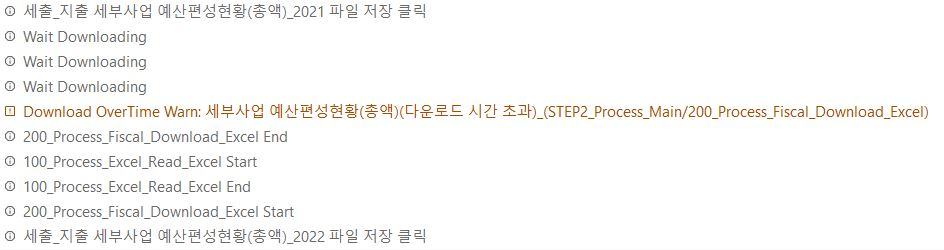 세출_지출 세부사업 예산편성현황(총액)_2021 파일 저장 클릭
Wait Downloading
Wait Downloading
Wait Downloading
Download OverTime Warn: 세부사업 예산편성현황(총액)(다운로드 시간 초과)_(STEP2_Process_Main/200_Process_Fiscal_Download_Excel)
200_Process_Fiscal_Download_Excel End
100_Process_Excel_Read_Excel Start
100_Process_Excel_Read_Excel End
200_Process_Fiscal_Download_Excel Start
세출_지출 세부사업 예산편성현황(총액)_2022 파일 저장 클릭